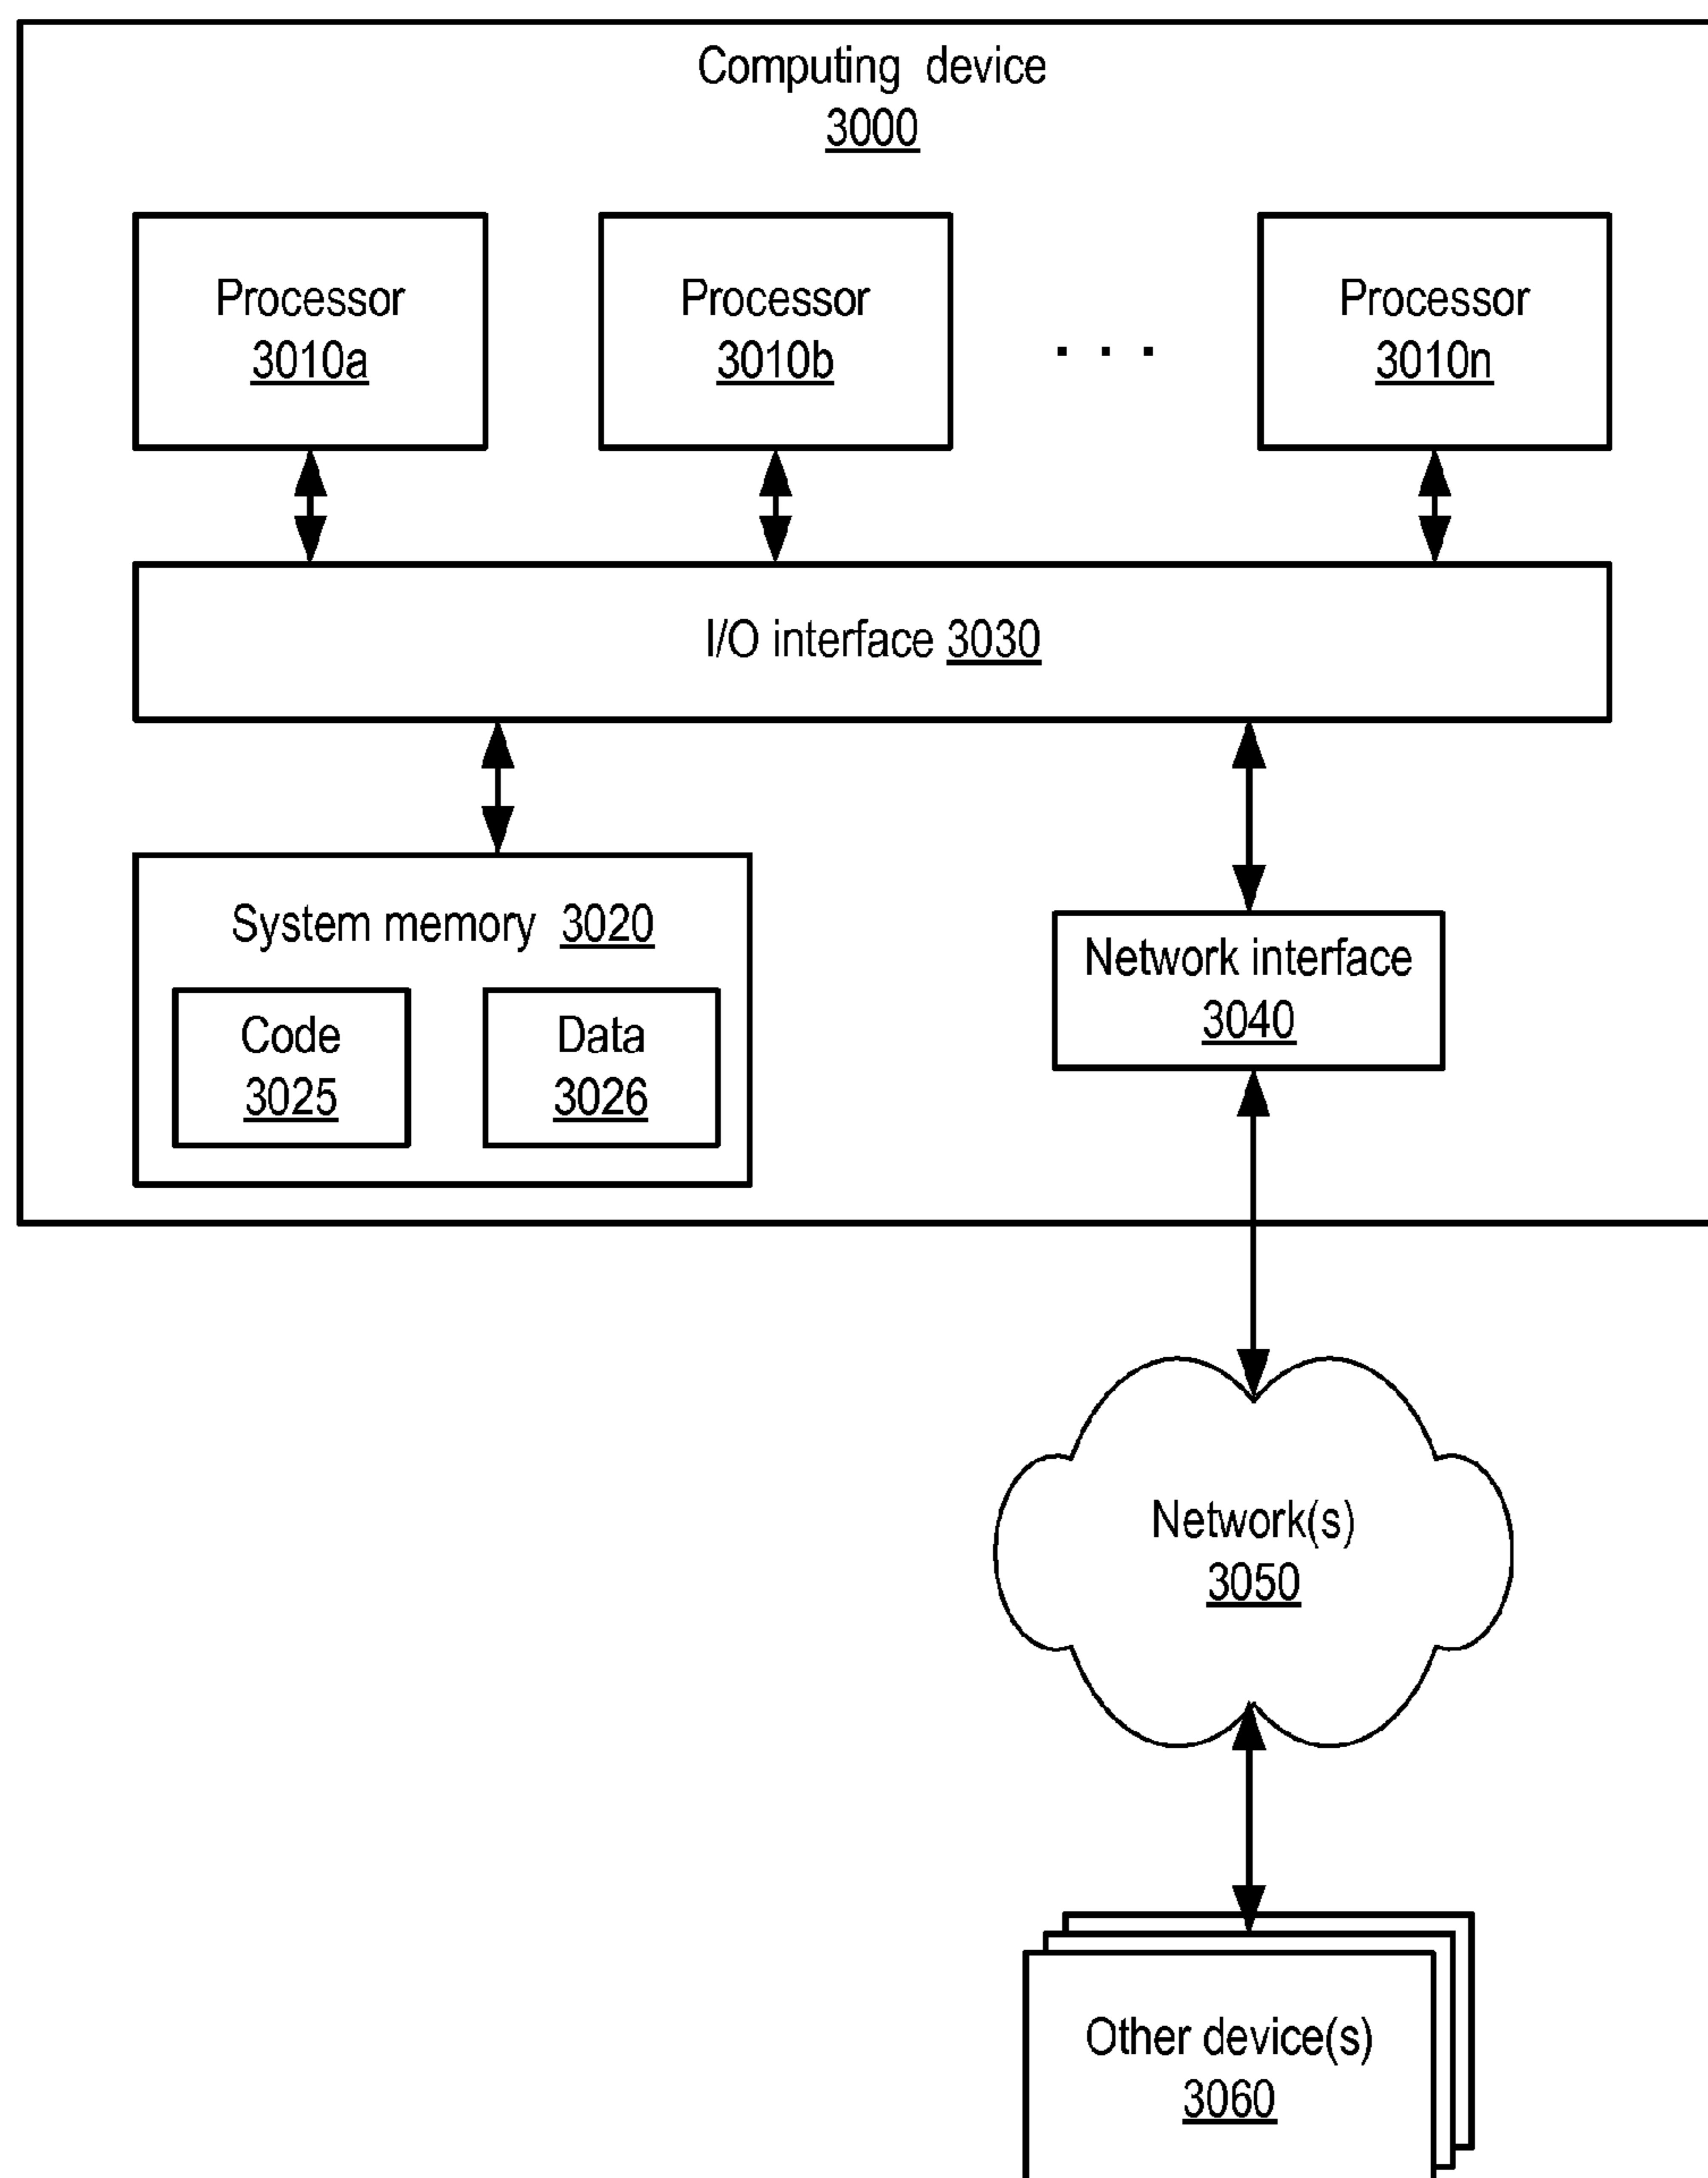 Computing device
3000
Processor
3010a
Processor
3010b
. . .
Processor
3010n
I/O interface 3030
System memory 3020
Code
3025
Data
3026
Network interface
3040
Network(s)
3050
Other device(s)
3060